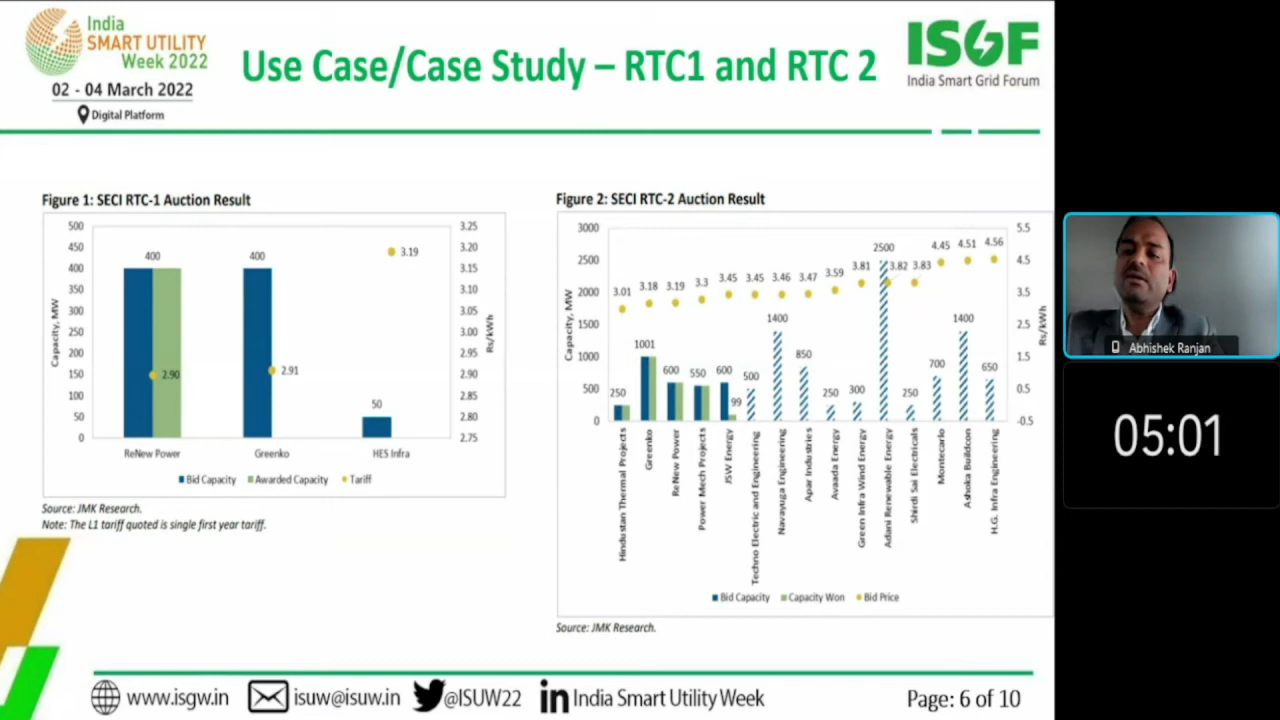 India
SMART UTILITY
Week 2022
02 - 04 March 2022
Digital Platform
Use Case/Case Study – RTC1 and RTC 2
ISGF
India Smart Grid Forum
Figure 1: SECI RTC-1 Auction Result
500
450
400
350
300
250
200
150
100
50
0
Capacity, MW
400
400
50
2.90
2.91
3.19
3.25
3.20
3.15
3.10
3.05
3.00
2.95
2.90
2.85
2.80
2.75
Rs/kWh
ReNew Power
Greenko
HES Infra
Bid Capacity
Awarded Capacity
Tariff
Source: JMK Research.
Note: The L1 tariff quoted is single first year tariff.
Figure 2: SECI RTC-2 Auction Result
3000
2500
2000
1500
1000
500
0
Capacity, MW
3.01
3.18
3.19
3.3
3.45
3.45
3.46
3.47
3.59
3.81
3.82
3.83
4.45
4.51
4.56
250
1001
600
550
600
99
500
1400
850
250
300
2500
250
700
1400
650
5.5
4.5
3.5
2.5
1.5
0.5
-0.5
Rs/kWh
Hindustan Thermal Projects
Greenko
ReNew Power
Power Mech Projects
JSW Energy
Techno Electric and Engineering
Navayuga Engineering
Apar Industries
Avaada Energy
Green Infra Wind Energy
Adani Renewable Energy
Shirdi Sai Electricals
Montecarlo
Ashoka Buildcon
H.G. Infra Engineering
Bid Capacity
Capacity Won
Bid Price
Source: JMK Research.
www.isgw.in
isuw@isuw.in
@ISUW22
in India Smart Utility Week
Page: 6 of 10
Abhishek Ranjan
05:01